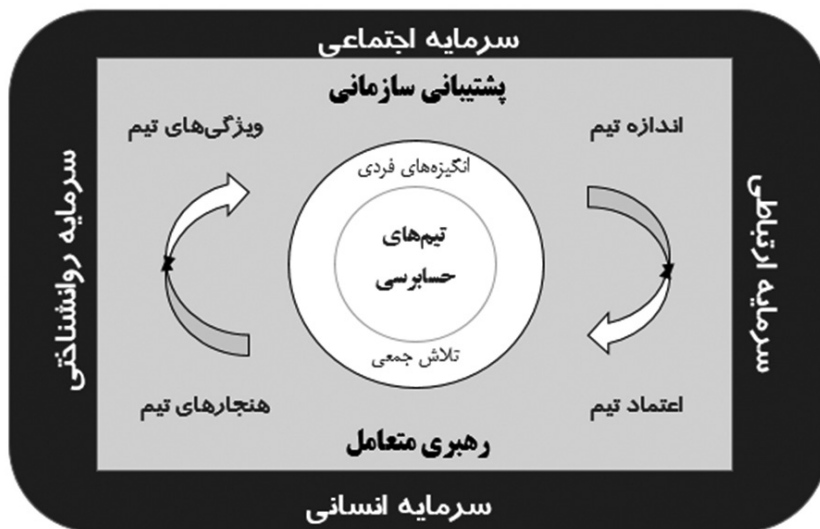 سرمایه اجتماعی
پشتیبانی سازمانی
اندازه تیم
ویژگی‌های تیم
انگیزه‌های فردی
تیم‌های
حسابرسی
تلاش جمعی
سرمایه ارتباطی
سرمایه روانشناختی
اعتماد تیم
هنجارهای تیم
رهبری متعامل
سرمایه انسانی